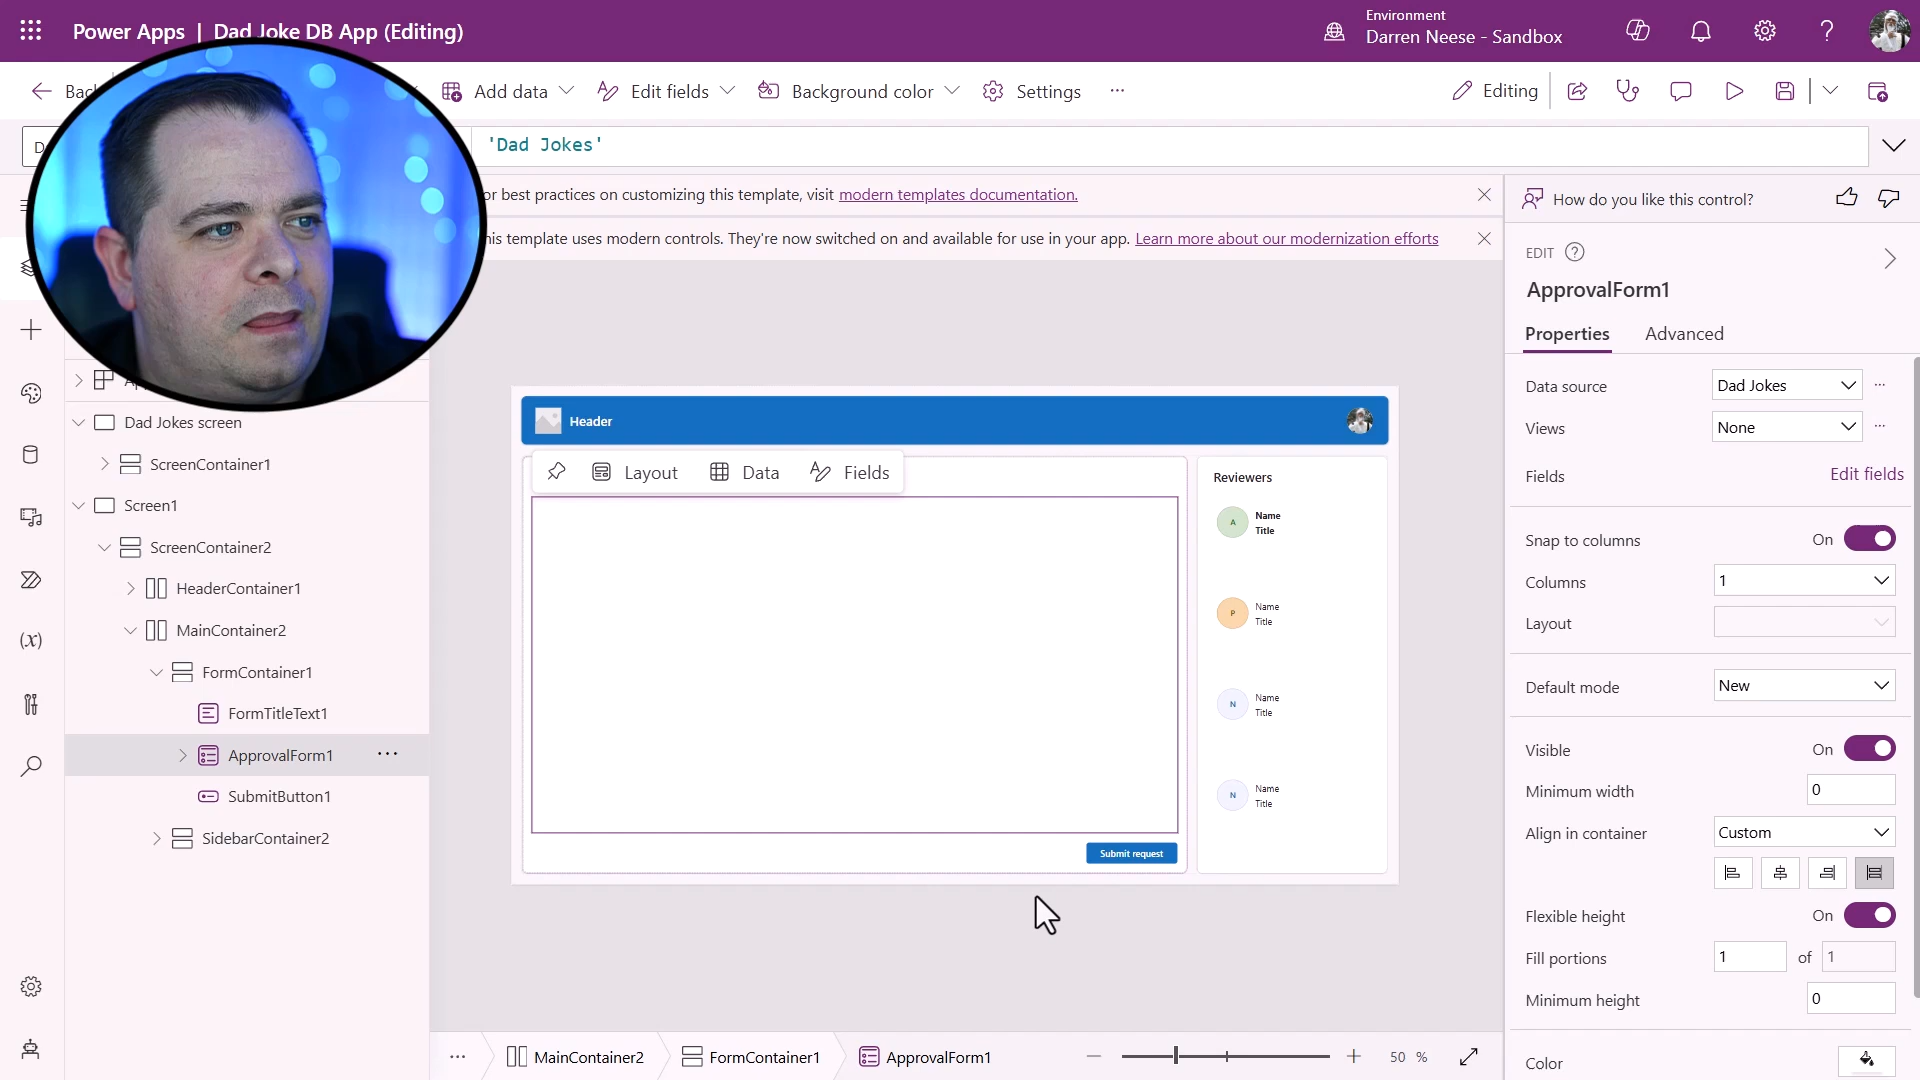 Power Apps | Dad Joke DB App (Editing)
Environment
Darren Neese - Sandbox
Back
Add data
Edit fields
Background color
Settings
Editing
D
'Dad Jokes'
or best practices on customizing this template, visit modern templates documentation.
his template uses modern controls. They're now switched on and available for use in your app. Learn more about our modernization efforts
How do you like this control?
EDIT
ApprovalForm1
Properties
Advanced
Data source
Dad Jokes
Views
None
Fields
Edit fields
Snap to columns
On
Columns
1
Layout
Default mode
New
Visible
On
Minimum width
0
Align in container
Custom
Flexible height
On
Fill portions
1 of 1
Minimum height
0
Color
Dad Jokes screen
ScreenContainer1
Screen1
ScreenContainer2
HeaderContainer1
MainContainer2
FormContainer1
FormTitleText1
ApprovalForm1
SubmitButton1
SidebarContainer2
Header
Layout
Data
Fields
Reviewers
A
Name
Title
P
Name
Title
N
Name
Title
N
Name
Title
Submit request
MainContainer2
FormContainer1
ApprovalForm1
50 %